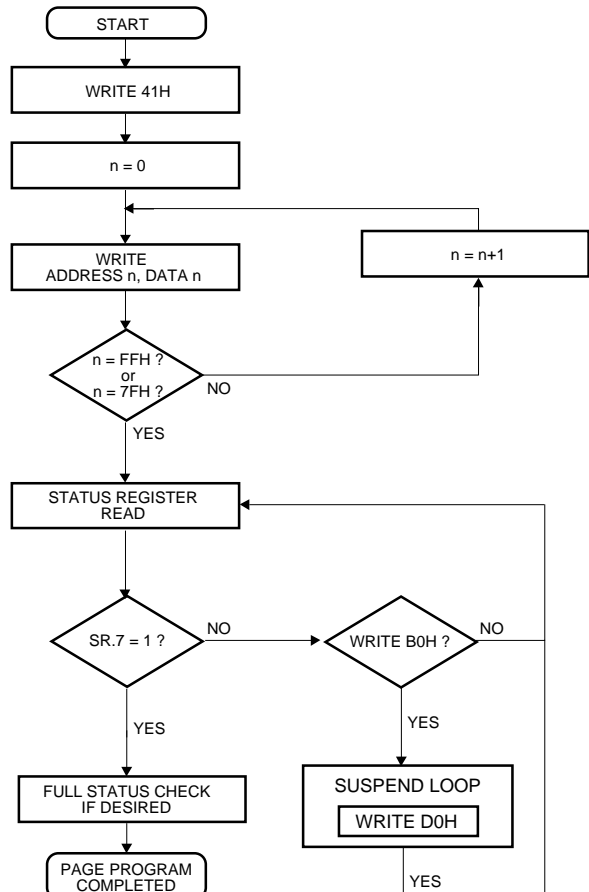 START
WRITE 41H
n = 0
WRITE
ADDRESS n, DATA n
n = n+1
n = FFH ?
or
n = 7FH ?
NO
YES
STATUS REGISTER
READ
SR.7 = 1 ?
NO
WRITE B0H ?
NO
YES
YES
FULL STATUS CHECK
IF DESIRED
SUSPEND LOOP
WRITE D0H
YES
PAGE PROGRAM
COMPLETED